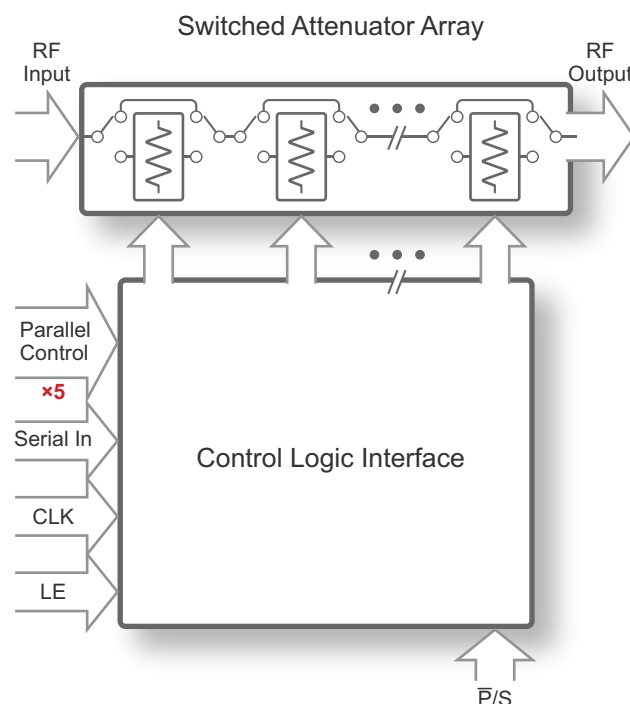 Switched Attenuator Array
RF
Input
RF
Output
Parallel
Control
×5
Serial In
CLK
LE
Control Logic Interface
P̅/S